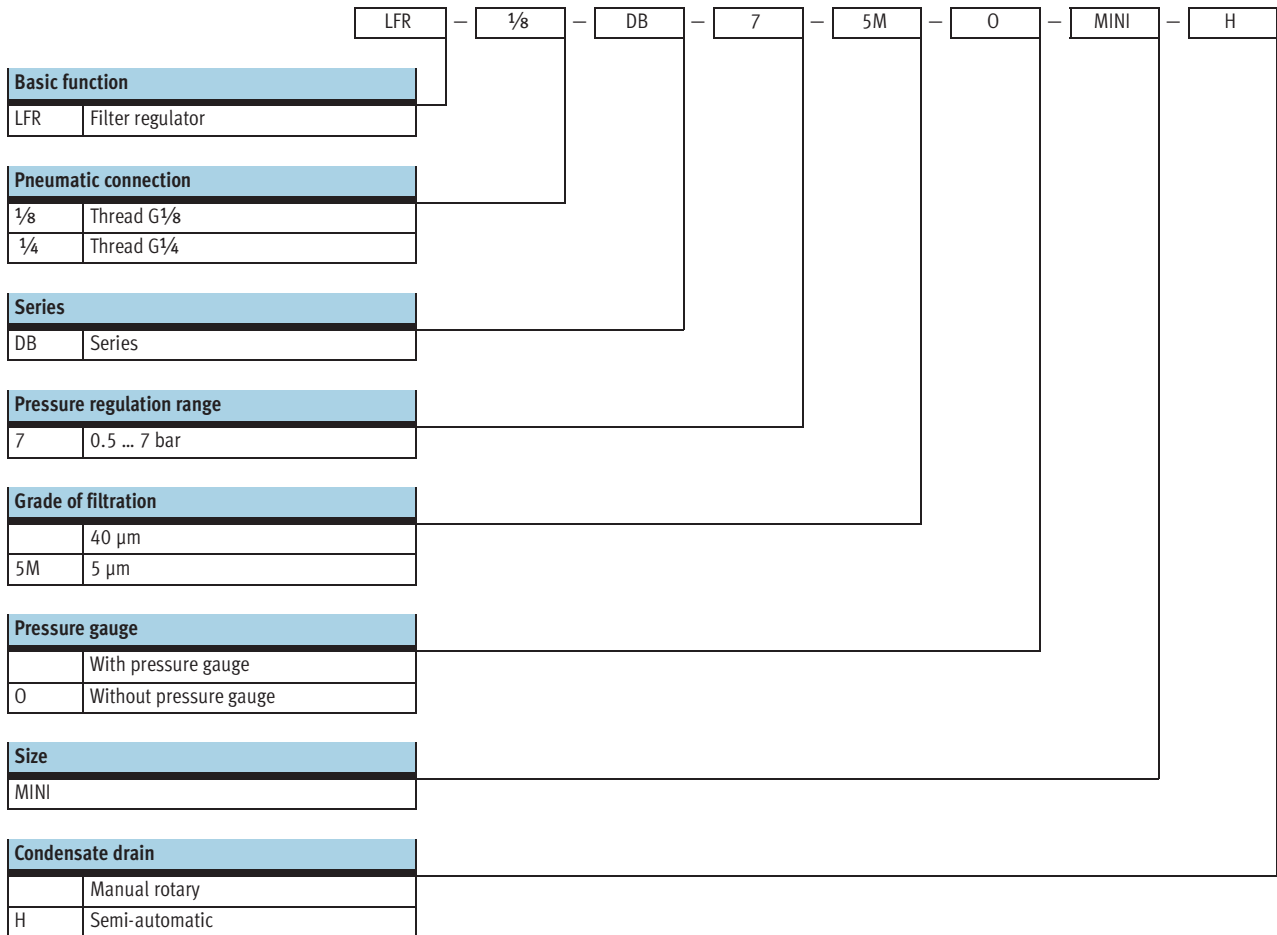 LFR – 1/8 – DB – 7 – 5M – O – MINI – H
Basic function
LFR Filter regulator
Pneumatic connection
1/8 Thread G1/8
1/4 Thread G1/4
Series
DB Series
Pressure regulation range
7 0.5 ... 7 bar
Grade of filtration
40 µm
5M 5 µm
Pressure gauge
With pressure gauge
O Without pressure gauge
Size
MINI
Condensate drain
Manual rotary
H Semi-automatic